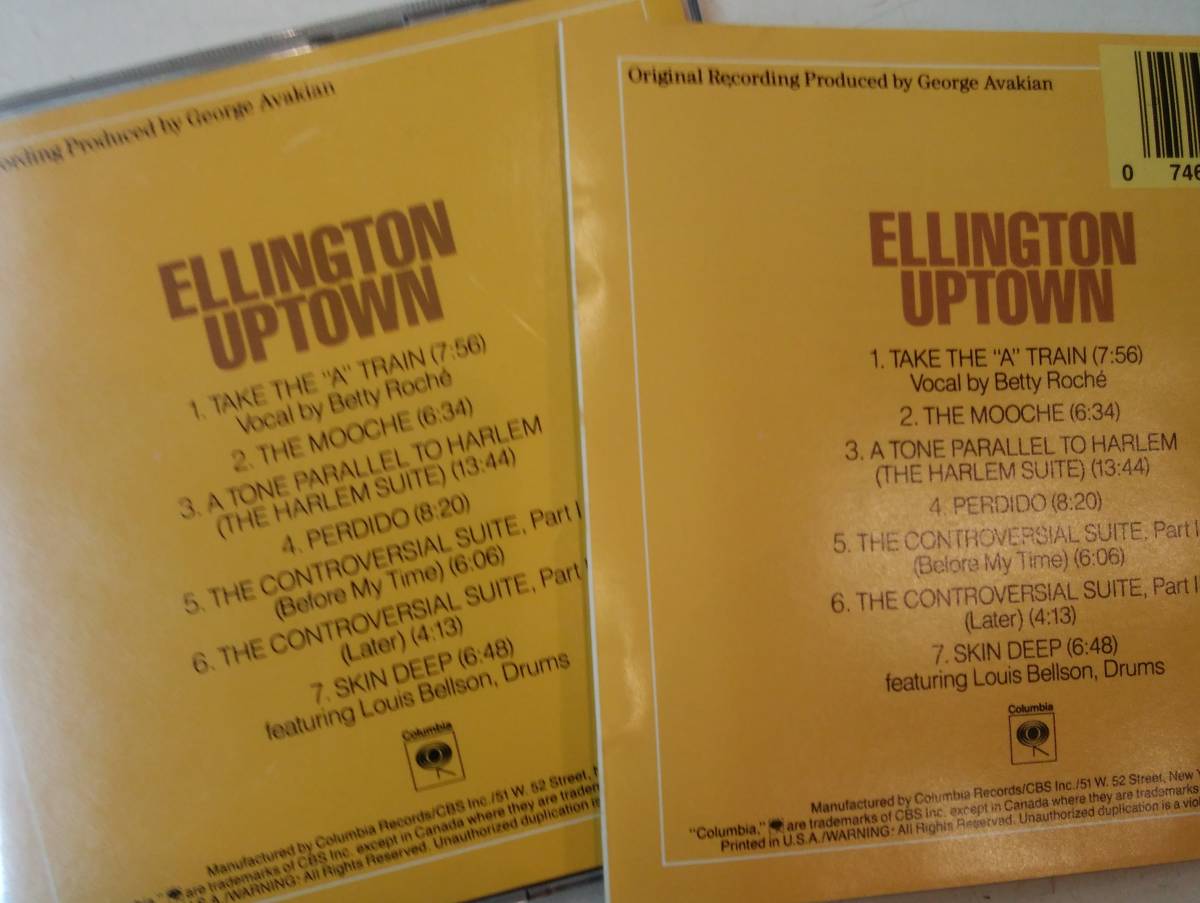 ording Produced by George Avakian
ELLINGTON
UPTOWN
1. TAKE THE "A" TRAIN (7:56)
Vocal by Betty Roché
2. THE MOOCHE (6:34)
3. A TONE PARALLEL TO HARLEM
(THE HARLEM SUITE) (13:44)
4. PERDIDO (8:20)
5. THE CONTROVERSIAL SUITE, Part I
(Before My Time) (6:06)
6. THE CONTROVERSIAL SUITE, Part
(Later) (4:13)
7. SKIN DEEP (6:48)
featuring Louis Bellson, Drums
Columbia
Manufactured by Columbia Records/CBS Inc./51 W. 52 Street,
are trademarks of CBS Inc. except in Canada where they are tradem
S.A./WARNING: All Rights Reserved. Unauthorized duplication is
Original Recording Produced by George Avakian
0 746
ELLINGTON
UPTOWN
1. TAKE THE "A" TRAIN (7:56)
Vocal by Betty Roché
2. THE MOOCHE (6:34)
3. A TONE PARALLEL TO HARLEM
(THE HARLEM SUITE) (13:44)
4. PERDIDO (8:20)
5. THE CONTROVERSIAL SUITE, Part I
(Before My Time) (6:06)
6. THE CONTROVERSIAL SUITE, Part I
(Later) (4:13)
7. SKIN DEEP (6:48)
featuring Louis Bellson, Drums
Columbia
Manufactured by Columbia Records/CBS Inc./51 W. 52 Street, New Y
"Columbia," are trademarks of CBS Inc. except in Canada where they are trademarks
Printed in U.S.A./WARNING: All Rights Reserved. Unauthorized duplication is a viol